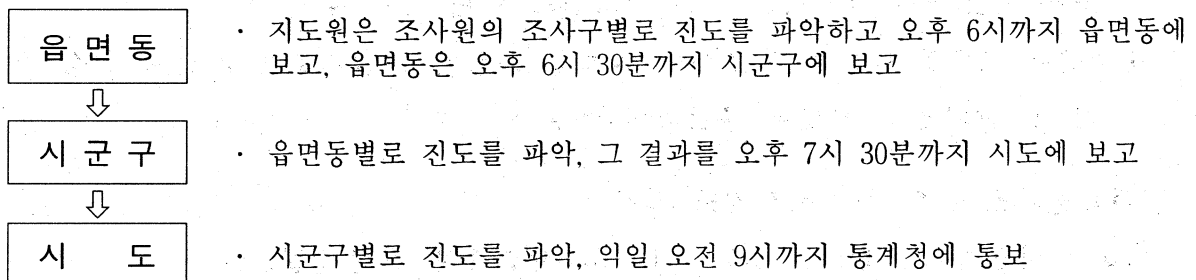 읍 면 동
· 지도원은 조사원의 조사구별로 진도를 파악하고 오후 6시까지 읍면동에
보고, 읍면동은 오후 6시 30분까지 시군구에 보고
시 군 구
· 읍면동별로 진도를 파악, 그 결과를 오후 7시 30분까지 시도에 보고
시 도
· 시군구별로 진도를 파악, 익일 오전 9시까지 통계청에 통보